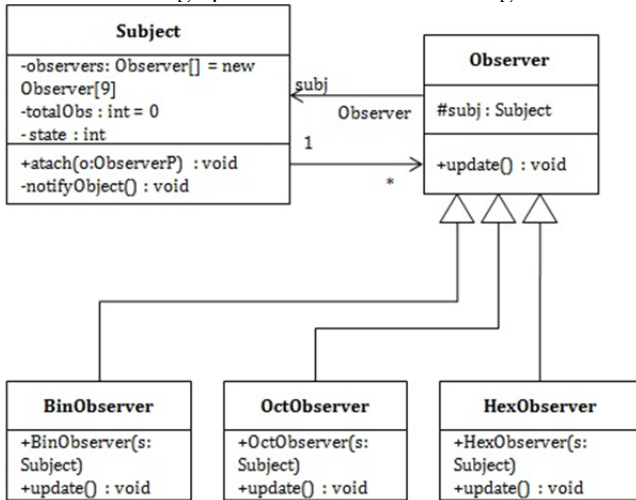 Subject
-observers: Observer[] = new
Observer[9]
-totalObs : int = 0
-state : int
+atach(o:ObserverP) : void
-notifyObject() : void
subj
Observer
1
*
Observer
#subj : Subject
+update() : void
BinObserver
+BinObserver(s:
Subject)
+update() : void
OctObserver
+OctObserver(s:
Subject)
+update() : void
HexObserver
+HexObserver(s:
Subject)
+update() : void